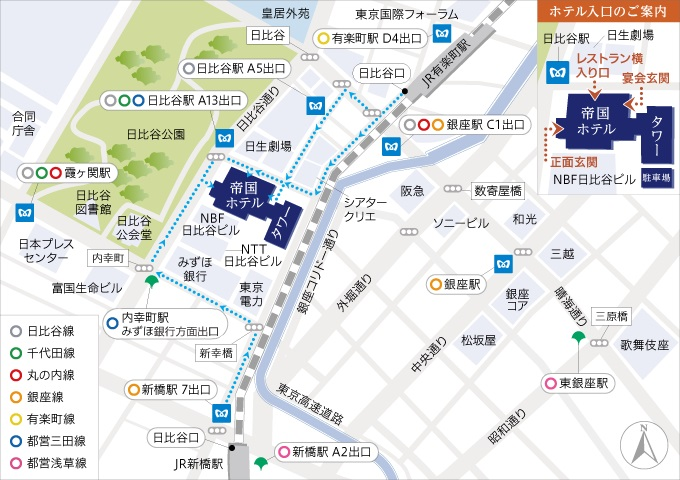 皇居外苑
東京国際フォーラム
有楽町駅 D4出口
日比谷
日比谷駅 A5出口
日比谷口
JR有楽町駅
日比谷駅 A13出口
日比谷通り
合同
庁舎
日比谷公園
日生劇場
銀座駅 C1出口
霞ヶ関駅
帝国
ホテル
タワー
シアター
クリエ
阪急
数寄屋橋
日比谷
図書館
日比谷
公会堂
NBF
日比谷ビル
ソニービル
和光
日本プレス
センター
内幸町
NTT
日比谷ビル
みずほ
銀行
銀座コリドー通り
三越
富国生命ビル
東京
電力
外堀通り
銀座駅
銀座
コア
晴海通り
内幸町駅
みずほ銀行方面出口
三原橋
新幸橋
中央通り
松坂屋
歌舞伎座
東銀座駅
新橋駅 7出口
東京高速道路
昭和通り
日比谷口
JR新橋駅
新橋駅 A2出口
N
日比谷線
千代田線
丸の内線
銀座線
有楽町線
都営三田線
都営浅草線
ホテル入口のご案内
日比谷駅
日生劇場
レストラン横
入り口
宴会玄関
帝国
ホテル
タワー
正面玄関
NBF日比谷ビル
駐車場